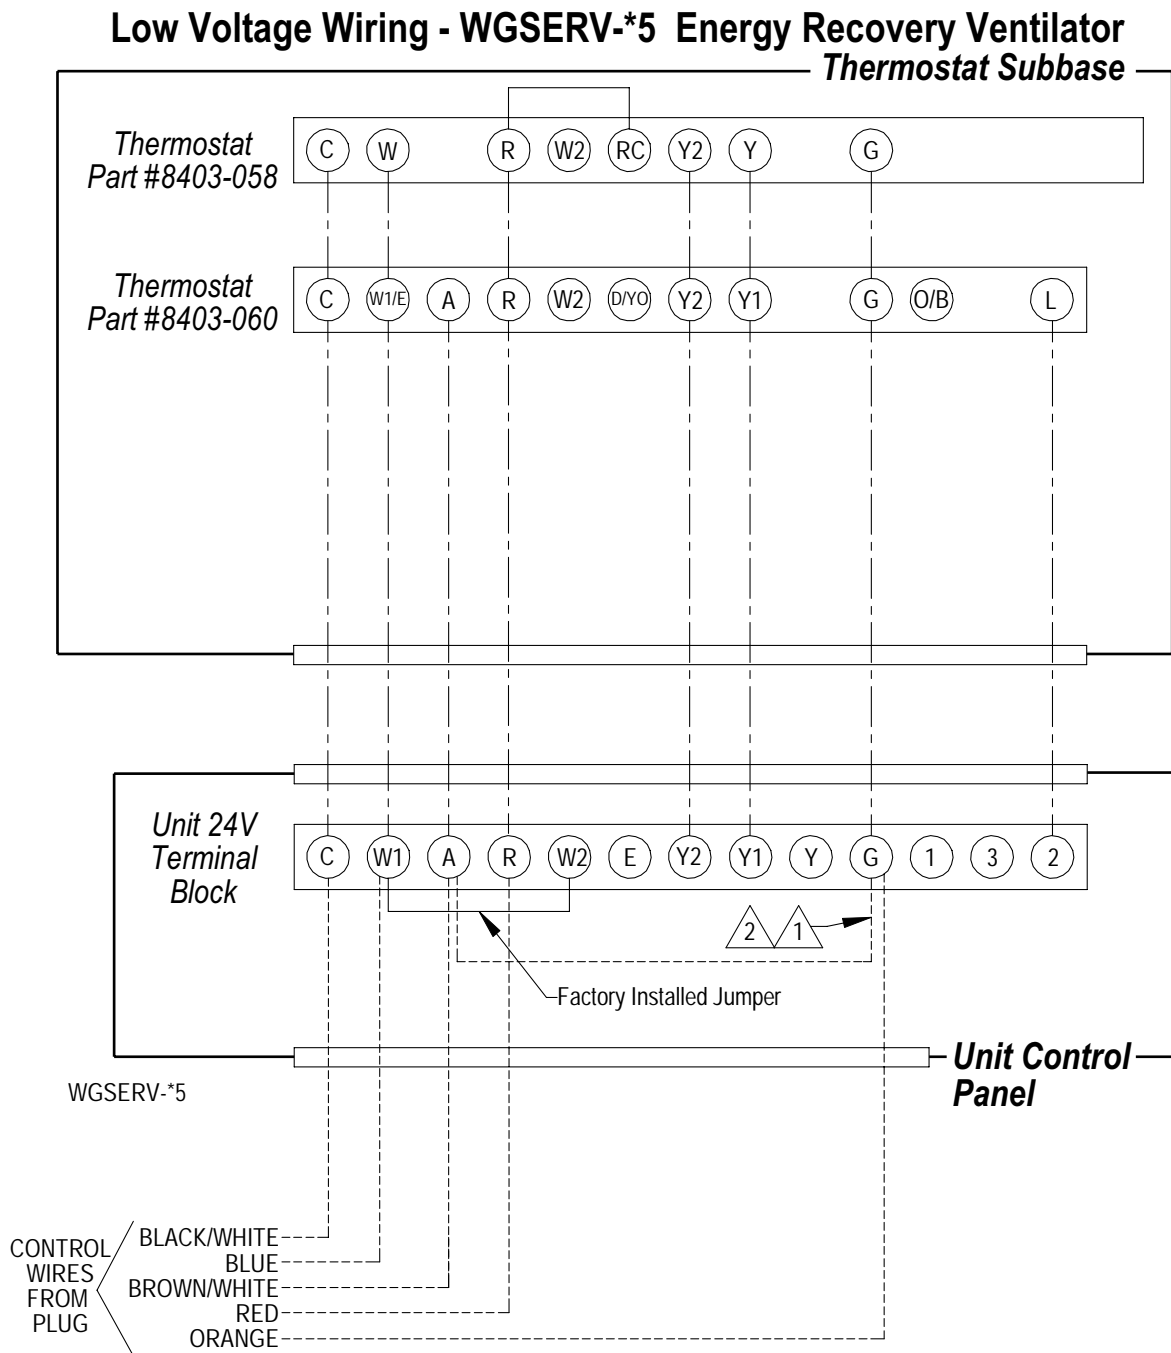 Low Voltage Wiring - WGSERV-*5 Energy Recovery Ventilator
Thermostat Subbase
Thermostat
Part #8403-058
C W R W2 RC Y2 Y G
Thermostat
Part #8403-060
C W1/E A R W2 D/YO Y2 Y1 G O/B L
Unit 24V
Terminal
Block
C W1 A R W2 E Y2 Y1 Y G 1 3 2
2 1
Factory Installed Jumper
Unit Control
Panel
WGSERV-*5
CONTROL
WIRES
FROM
PLUG
BLACK/WHITE
BLUE
BROWN/WHITE
RED
ORANGE